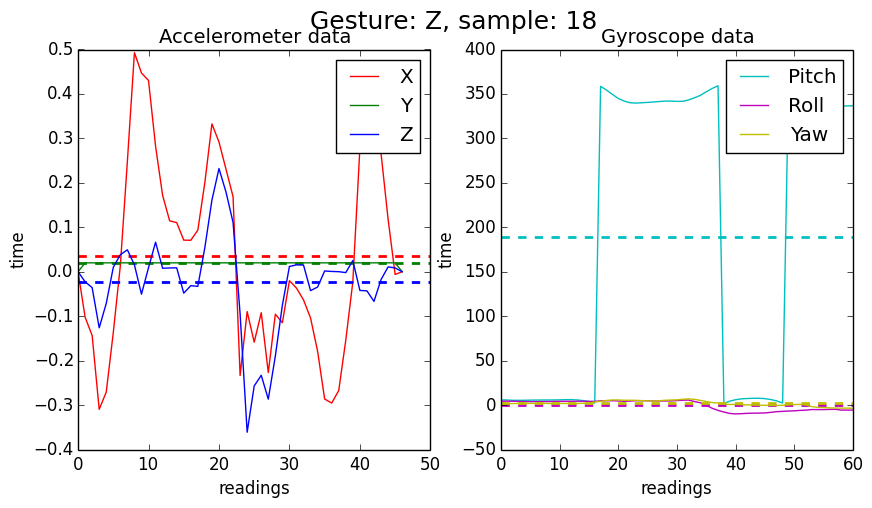 Gesture: Z, sample: 18
Accelerometer data
0.5
0.4
0.3
0.2
0.1
0.0
−0.1
−0.2
−0.3
−0.4
time
0
10
20
30
40
50
readings
X
Y
Z
Gyroscope data
400
350
300
250
200
150
100
50
0
−50
time
0
10
20
30
40
50
60
readings
Pitch
Roll
Yaw